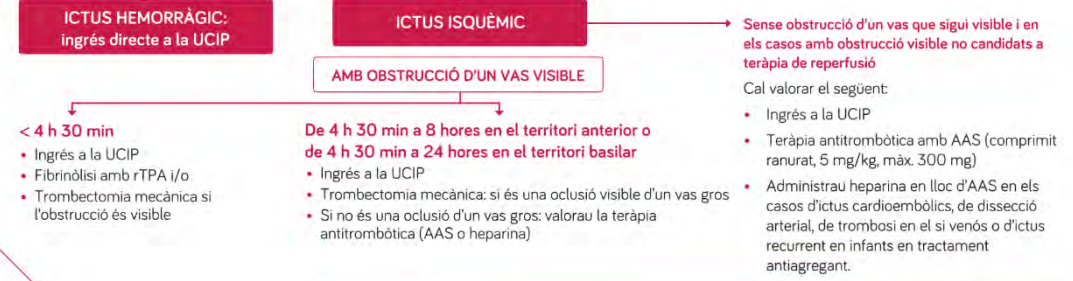 ICTUS HEMORRÀGIC:
ingrés directe a la UCIP
ICTUS ISQUÈMIC
AMB OBSTRUCCIÓ D'UN VAS VISIBLE
< 4 h 30 min
• Ingrés a la UCIP
• Fibrinòlisi amb rTPA i/o
• Trombectomia mecànica si
l'obstrucció és visible
De 4 h 30 min a 8 hores en el territori anterior o
de 4 h 30 min a 24 hores en el territori basilar
• Ingrés a la UCIP
• Trombectomia mecànica: si és una oclusió visible d'un vas gros
• Si no és una oclusió d'un vas gros: valorau la teràpia
antitrombòtica (AAS o heparina)
Sense obstrucció d'un vas que sigui visible i en
els casos amb obstrucció visible no candidats a
teràpia de reperfusió
Cal valorar el següent:
• Ingrés a la UCIP
• Teràpia antitrombòtica amb AAS (comprimit
ranurat, 5 mg/kg, màx. 300 mg)
• Administrau heparina en lloc d'AAS en els
casos d'ictus cardioembòlics, de dissecció
arterial, de trombosi en el si venós o d'ictus
recurrent en infants en tractament
antiagregant.